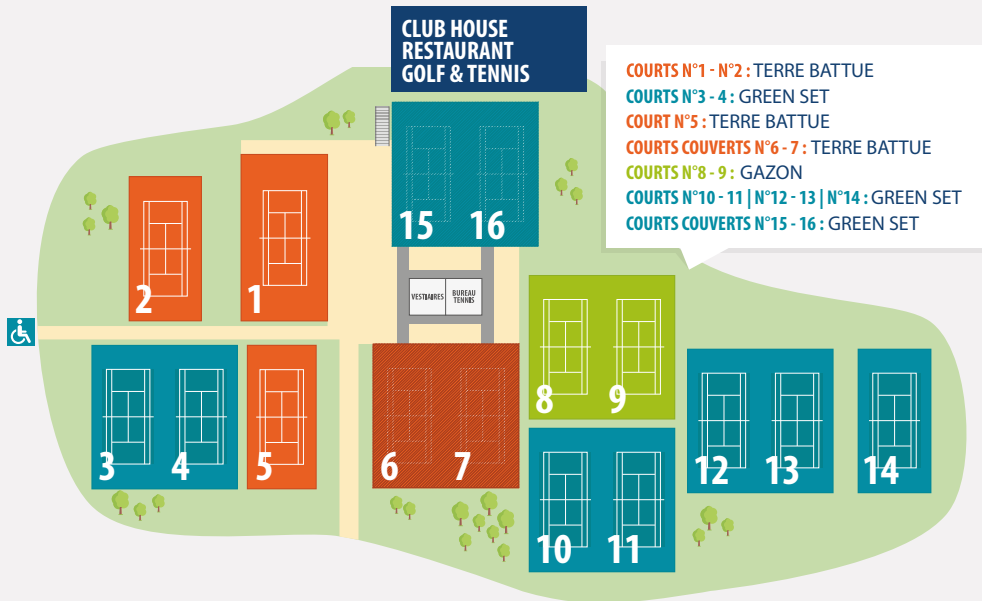 CLUB HOUSE
RESTAURANT
GOLF & TENNIS
COURTS N°1 - N°2 : TERRE BATTUE
COURTS N°3 - 4 : GREEN SET
COURT N°5 : TERRE BATTUE
COURTS COUVERTS N°6 - 7 : TERRE BATTUE
COURTS N°8 - 9 : GAZON
COURTS N°10 - 11 | N°12 - 13 | N°14 : GREEN SET
COURTS COUVERTS N°15 - 16 : GREEN SET
15
16
2
1
VESTIAIRES
BUREAU
TENNIS
8
9
3
4
5
6
7
12
13
14
10
11